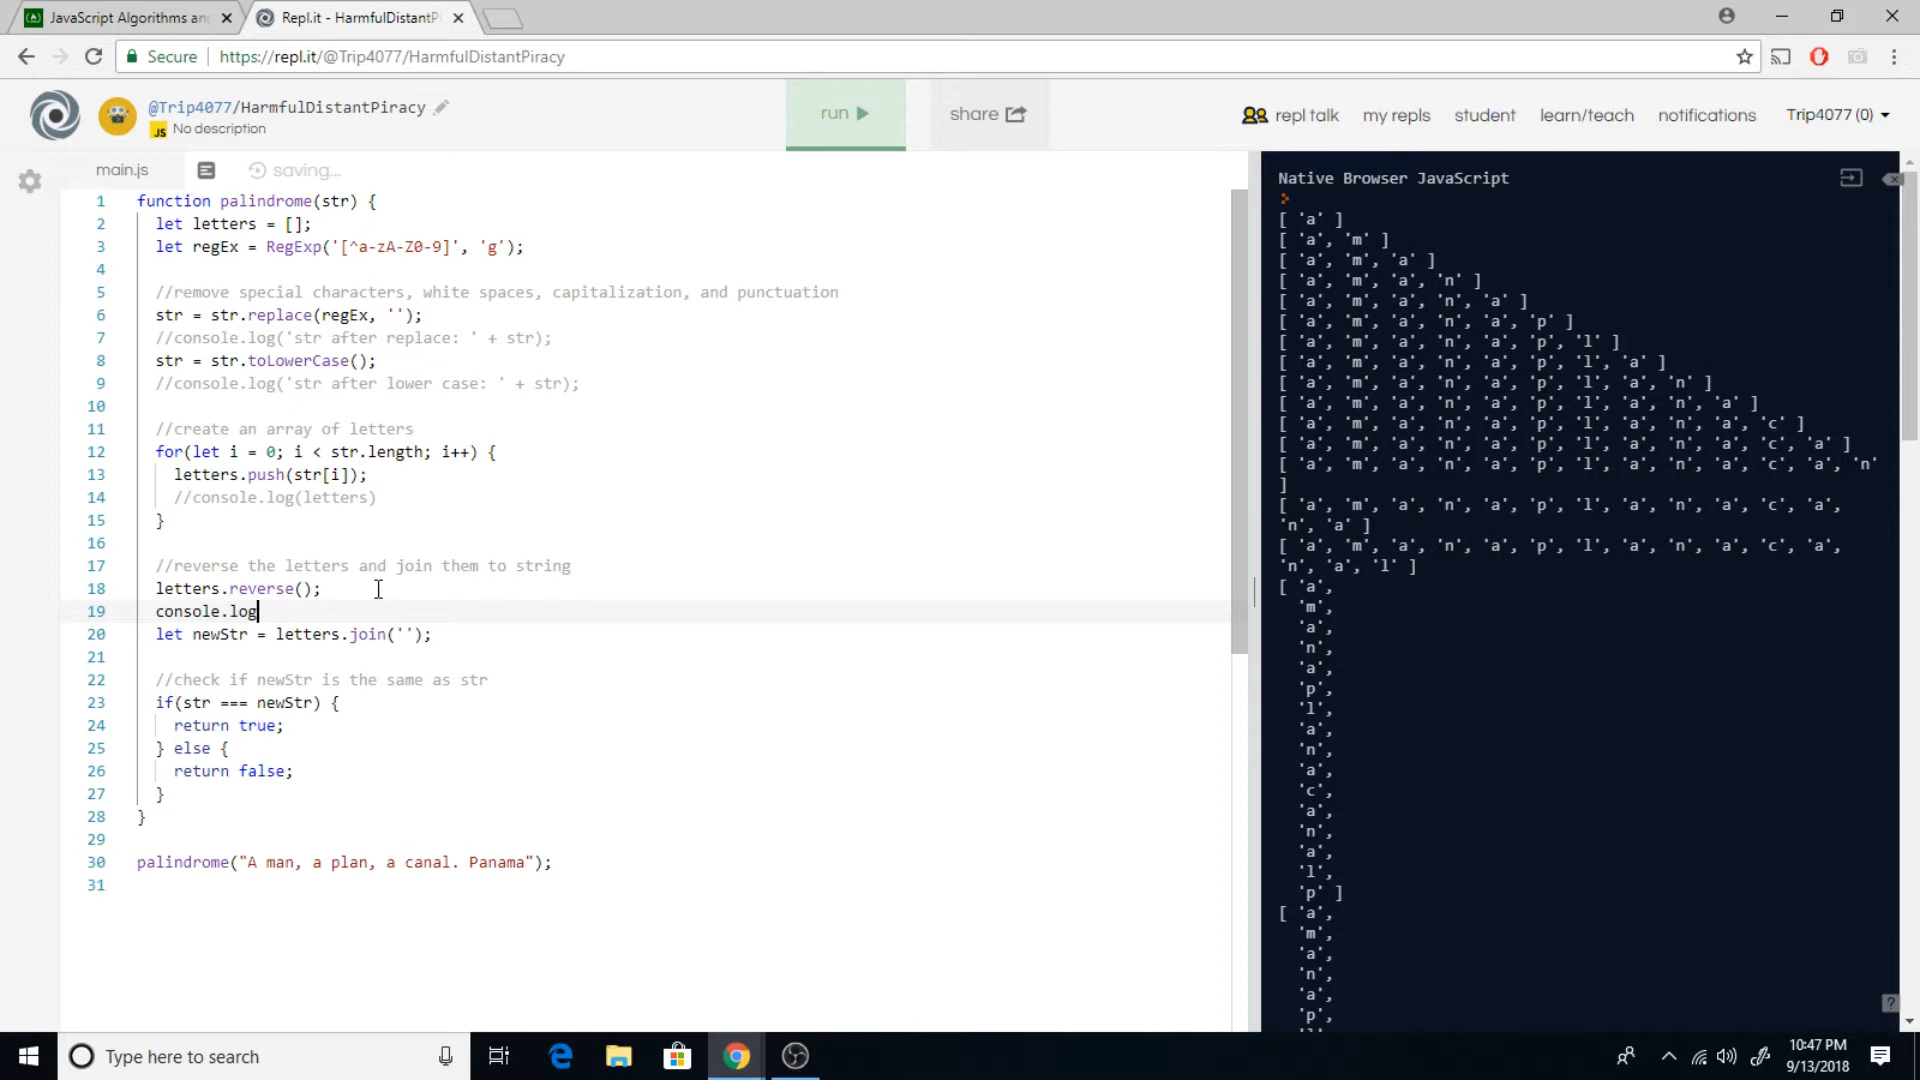 JavaScript Algorithms an
Repl.it - HarmfulDistantPi
Secure
https://repl.it/@Trip4077/HarmfulDistantPiracy
@Trip4077/HarmfulDistantPiracy
JS No description
run
share
repl talk
my repls
student
learn/teach
notifications
Trip4077 (0)
main.js
saving...
1 function palindrome(str) {
2 let letters = [];
3 let regEx = RegExp('[^a-zA-Z0-9]', 'g');
4
5 //remove special characters, white spaces, capitalization, and punctuation
6 str = str.replace(regEx, '');
7 //console.log('str after replace: ' + str);
8 str = str.toLowerCase();
9 //console.log('str after lower case: ' + str);
10
11 //create an array of letters
12 for(let i = 0; i < str.length; i++) {
13 letters.push(str[i]);
14 //console.log(letters)
15 }
16
17 //reverse the letters and join them to string
18 letters.reverse();
19 console.log
20 let newStr = letters.join('');
21
22 //check if newStr is the same as str
23 if(str === newStr) {
24 return true;
25 } else {
26 return false;
27 }
28 }
29
30 palindrome("A man, a plan, a canal. Panama");
31
Native Browser JavaScript
[ 'a' ]
[ 'a', 'm' ]
[ 'a', 'm', 'a' ]
[ 'a', 'm', 'a', 'n' ]
[ 'a', 'm', 'a', 'n', 'a' ]
[ 'a', 'm', 'a', 'n', 'a', 'p' ]
[ 'a', 'm', 'a', 'n', 'a', 'p', 'l' ]
[ 'a', 'm', 'a', 'n', 'a', 'p', 'l', 'a' ]
[ 'a', 'm', 'a', 'n', 'a', 'p', 'l', 'a', 'n' ]
[ 'a', 'm', 'a', 'n', 'a', 'p', 'l', 'a', 'n', 'a' ]
[ 'a', 'm', 'a', 'n', 'a', 'p', 'l', 'a', 'n', 'a', 'c' ]
[ 'a', 'm', 'a', 'n', 'a', 'p', 'l', 'a', 'n', 'a', 'c', 'a' ]
[ 'a', 'm', 'a', 'n', 'a', 'p', 'l', 'a', 'n', 'a', 'c', 'a', 'n'
]
[ 'a', 'm', 'a', 'n', 'a', 'p', 'l', 'a', 'n', 'a', 'c', 'a',
'n', 'a' ]
[ 'a', 'm', 'a', 'n', 'a', 'p', 'l', 'a', 'n', 'a', 'c', 'a',
'n', 'a', 'l' ]
[ 'a',
'm',
'a',
'n',
'a',
'p',
'l',
'a',
'n',
'a',
'c',
'a',
'n',
'a',
'l',
'p' ]
[ 'a',
'm',
'a',
'n',
'a',
'p',
?
Type here to search
10:47 PM
9/13/2018